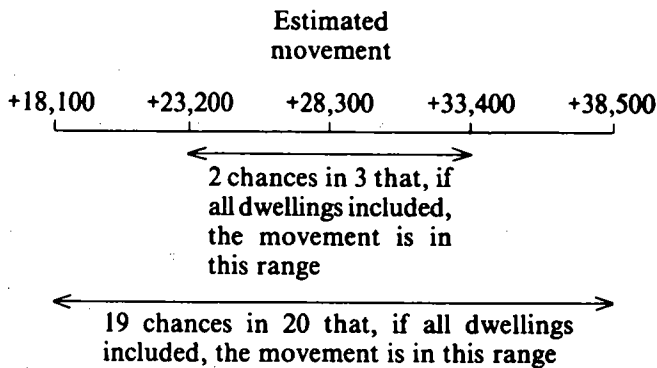 Estimated
movement
+18,100 +23,200 +28,300 +33,400 +38,500
2 chances in 3 that, if
all dwellings included,
the movement is in
this range
19 chances in 20 that, if all dwellings
included, the movement is in this range